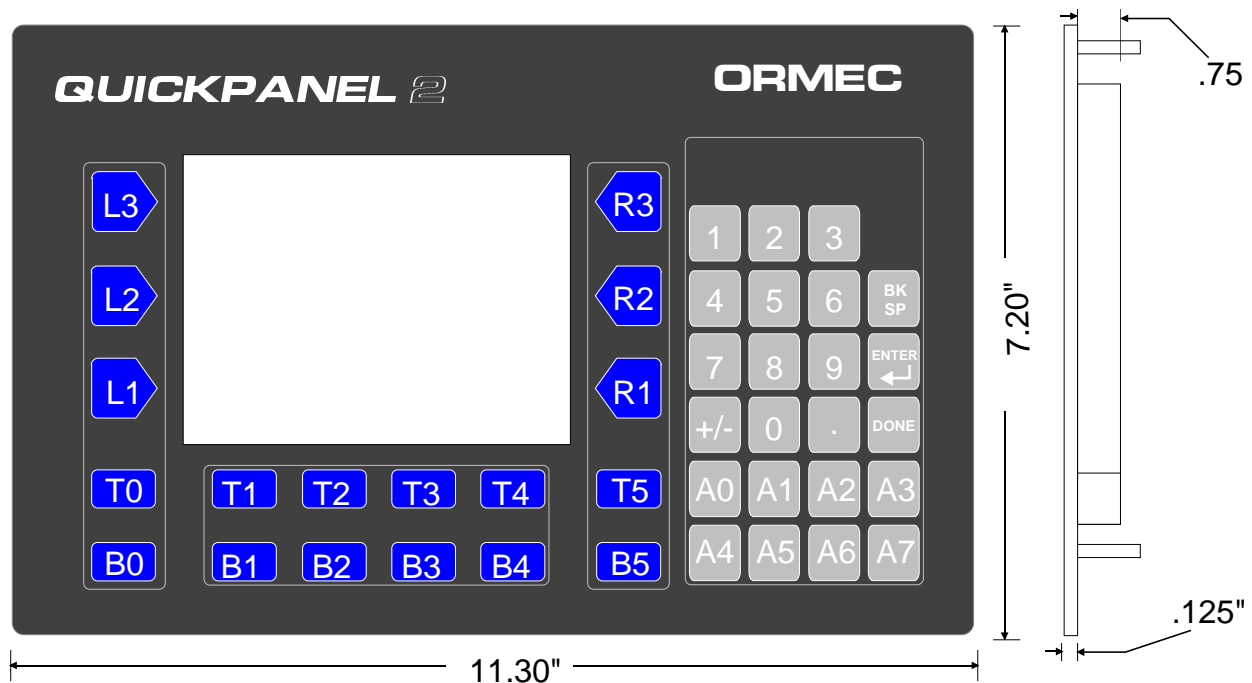 QUICKPANEL 2
ORMEC
.75
L3
R3
1 2 3
L2
R2
4 5 6 BK SP
7.20"
L1
R1
7 8 9 ENTER
+/- 0 . DONE
T0 T1 T2 T3 T4 T5
A0 A1 A2 A3
B0 B1 B2 B3 B4 B5
A4 A5 A6 A7
.125"
11.30"